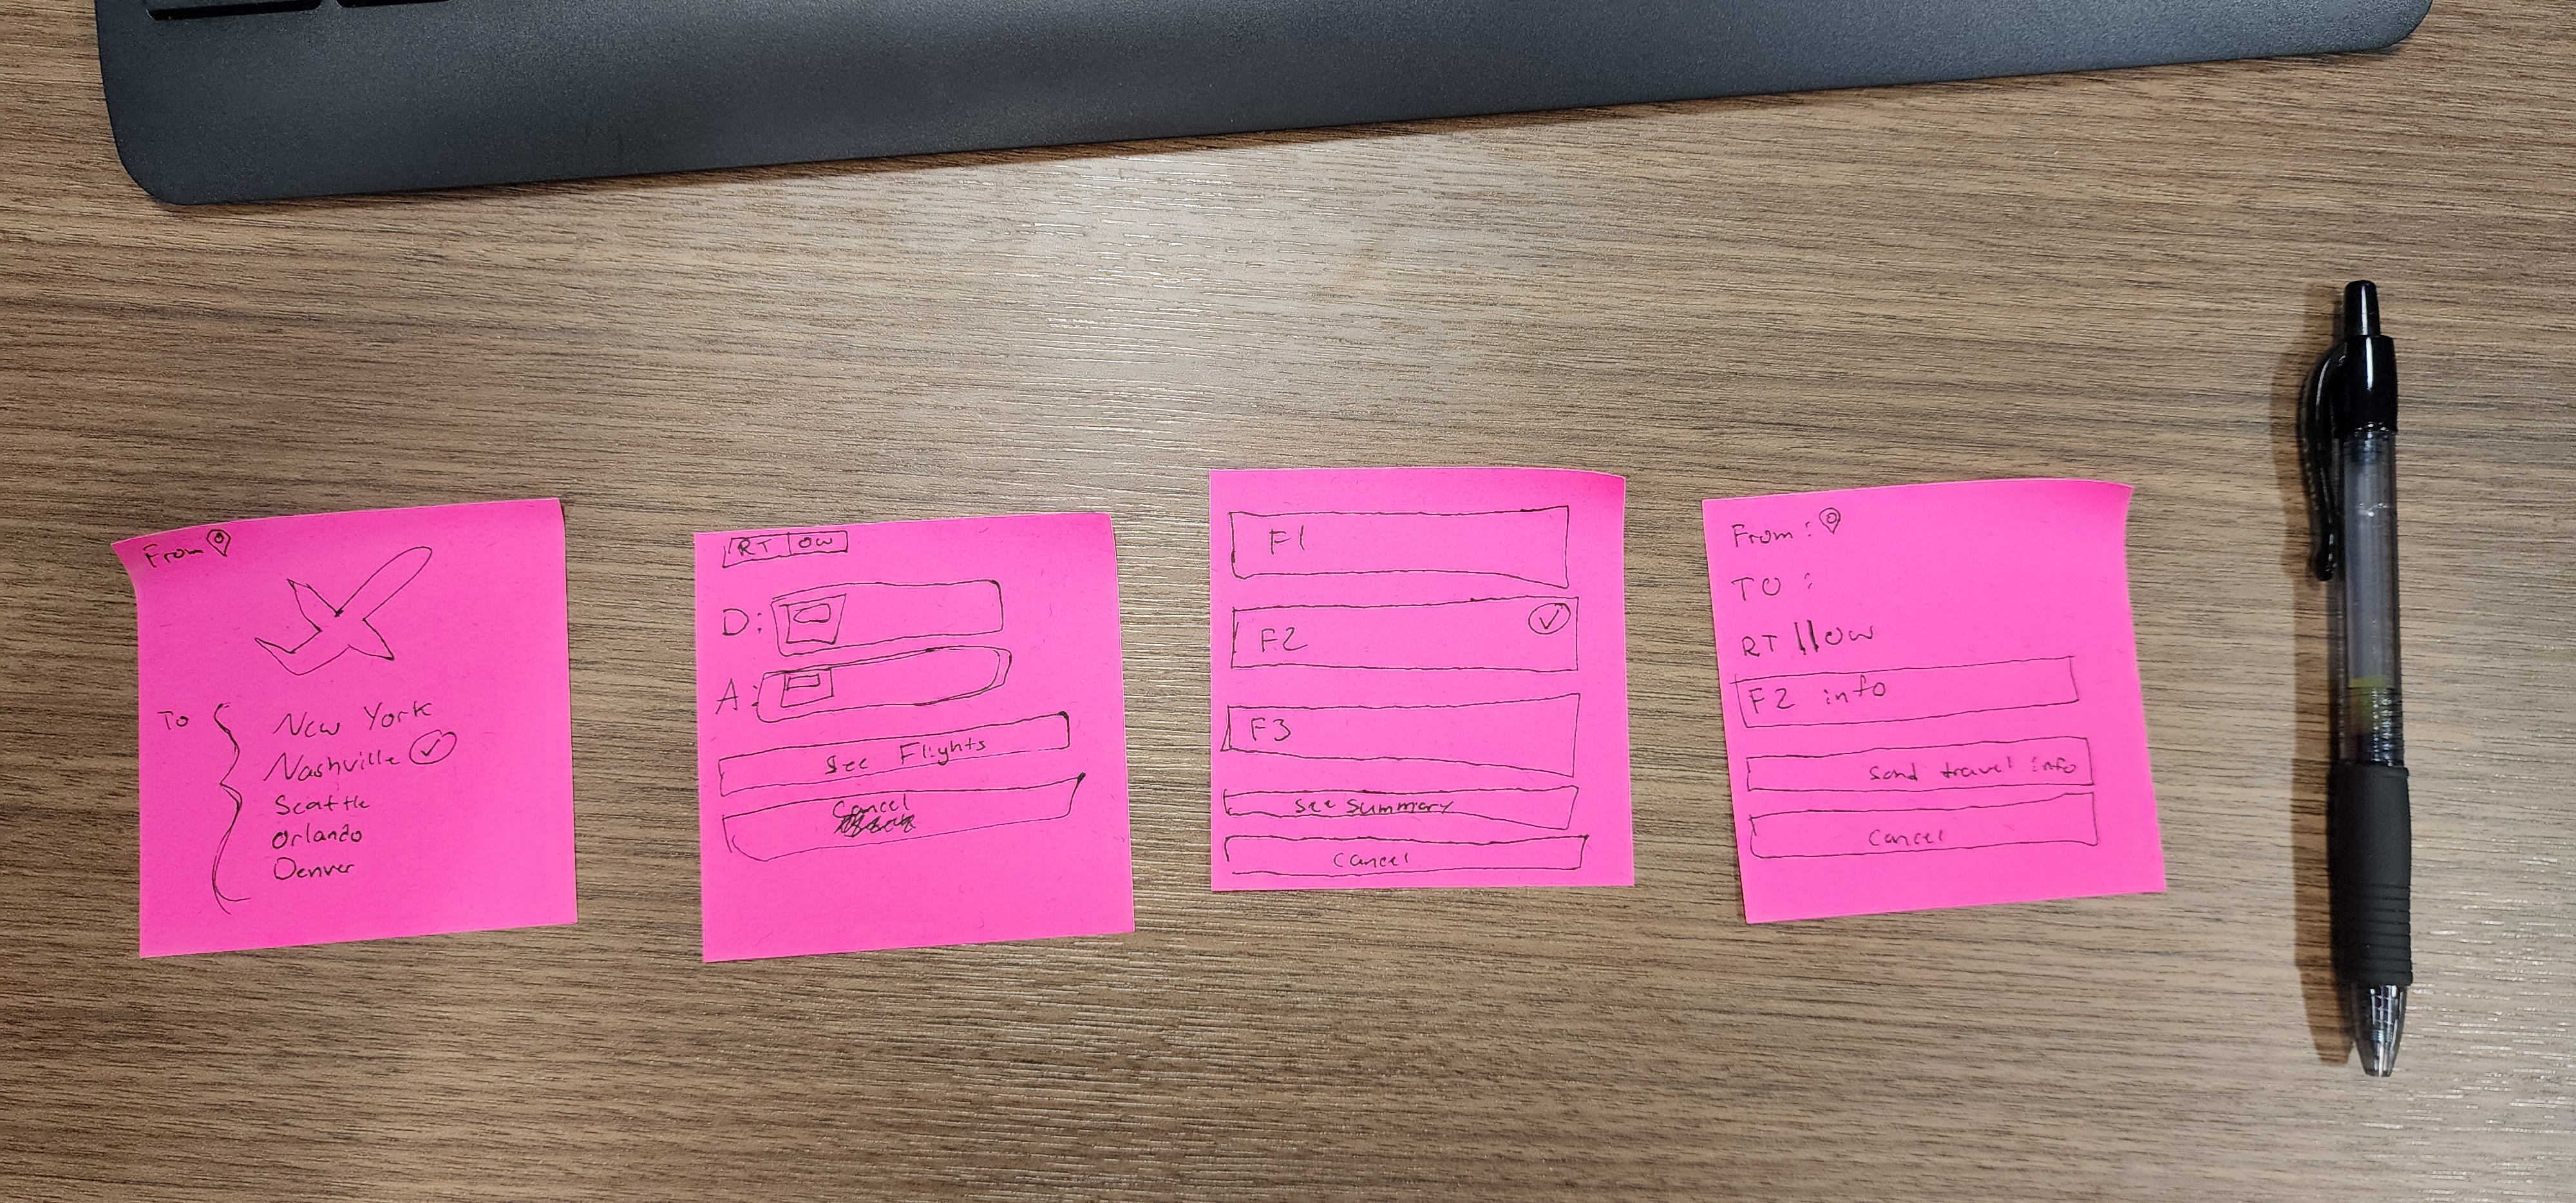 From
To
New York
Nashville
Seattle
Orlando
Denver
RT OW
D:
A:
See Flights
Cancel
F1
F2
F3
See Summary
Cancel
From:
TO:
RT || OW
F2 info
Send travel info
Cancel